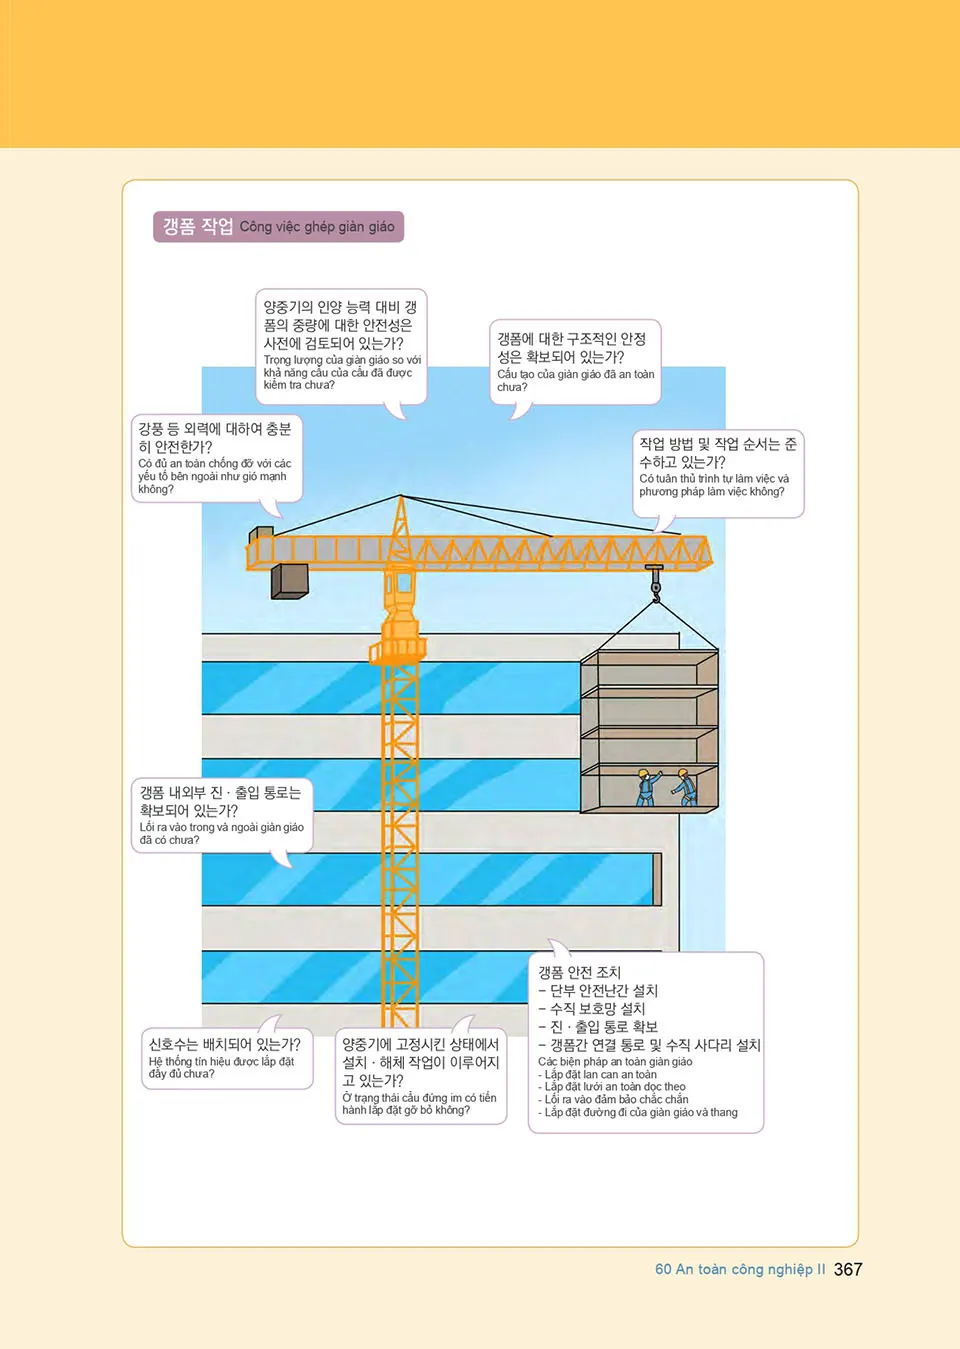 갱폼 작업 Công việc ghép giàn giáo
양중기의 인양 능력 대비 갱
폼의 중량에 대한 안전성은
사전에 검토되어 있는가?
Trọng lượng của giàn giáo so với
khả năng cẩu của cẩu đã được
kiểm tra chưa?
갱폼에 대한 구조적인 안정
성은 확보되어 있는가?
Cấu tạo của giàn giáo đã an toàn
chưa?
강풍 등 외력에 대하여 충분
히 안전한가?
Có đủ an toàn chống đỡ với các
yếu tố bên ngoài như gió mạnh
không?
작업 방법 및 작업 순서는 준
수하고 있는가?
Có tuân thủ trình tự làm việc và
phương pháp làm việc không?
갱폼 내외부 진 · 출입 통로는
확보되어 있는가?
Lối ra vào trong và ngoài giàn giáo
đã có chưa?
신호수는 배치되어 있는가?
Hệ thống tín hiệu được lắp đặt
đầy đủ chưa?
양중기에 고정시킨 상태에서
설치 · 해체 작업이 이루어지
고 있는가?
Ở trạng thái cẩu đứng im có tiến
hành lắp đặt gỡ bỏ không?
갱폼 안전 조치
– 단부 안전난간 설치
– 수직 보호망 설치
– 진 · 출입 통로 확보
– 갱폼간 연결 통로 및 수직 사다리 설치
Các biện pháp an toàn giàn giáo
- Lắp đặt lan can an toàn
- Lắp đặt lưới an toàn dọc theo
- Lối ra vào đảm bảo chắc chắn
- Lắp đặt đường đi của giàn giáo và thang
60 An toàn công nghiệp II 367